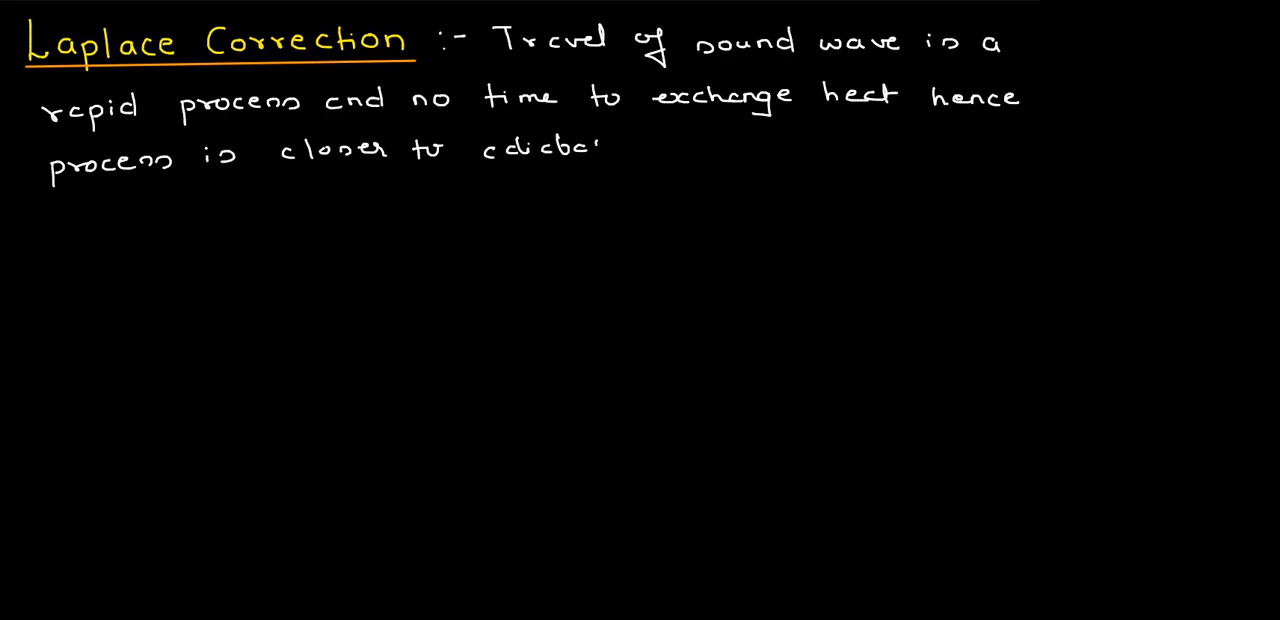 Laplace Correction :- Travel of sound wave is a
rapid process and no time to exchange heat hence
process is closer to adiaba